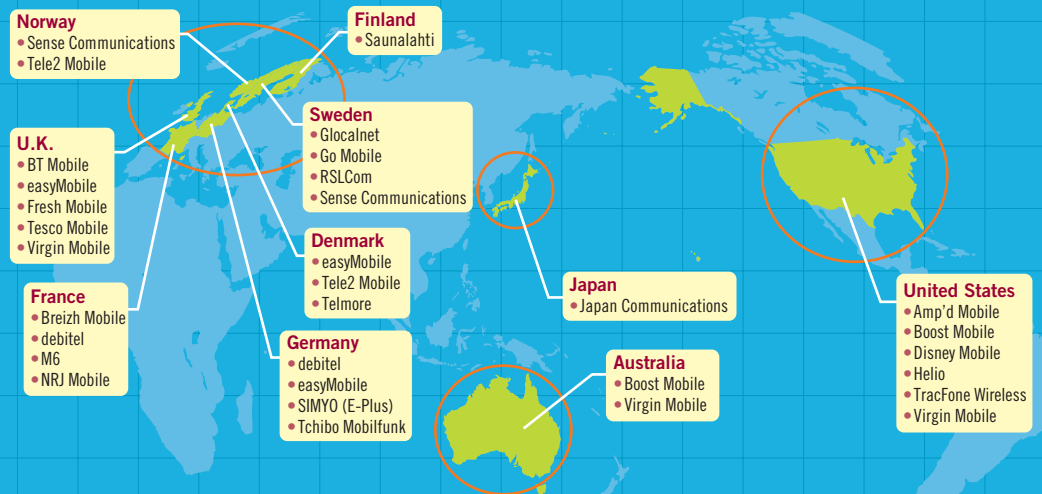 Norway
• Sense Communications
• Tele2 Mobile
Finland
• Saunalahti
U.K.
• BT Mobile
• easyMobile
• Fresh Mobile
• Tesco Mobile
• Virgin Mobile
Sweden
• Glocalnet
• Go Mobile
• RSLCom
• Sense Communications
Denmark
• easyMobile
• Tele2 Mobile
• Telmore
France
• Breizh Mobile
• debitel
• M6
• NRJ Mobile
Germany
• debitel
• easyMobile
• SIMYO (E-Plus)
• Tchibo Mobilfunk
Japan
• Japan Communications
Australia
• Boost Mobile
• Virgin Mobile
United States
• Amp'd Mobile
• Boost Mobile
• Disney Mobile
• Helio
• TracFone Wireless
• Virgin Mobile